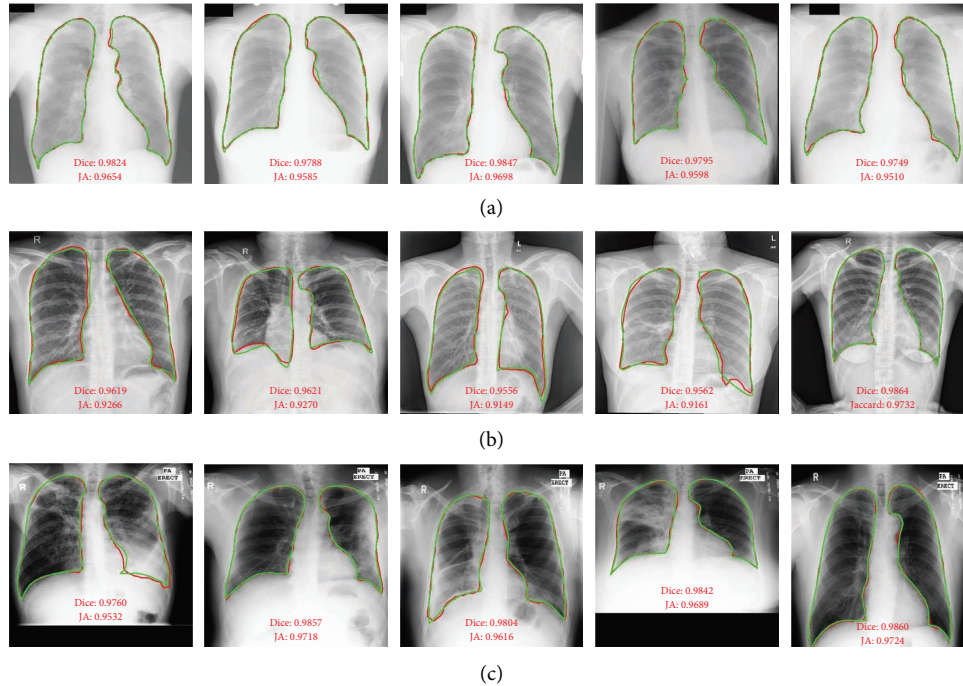 Dice: 0.9824
JA: 0.9654
Dice: 0.9788
JA: 0.9585
Dice: 0.9847
JA: 0.9698
Dice: 0.9795
JA: 0.9598
Dice: 0.9749
JA: 0.9510
(a)
R
Dice: 0.9619
JA: 0.9266
R
Dice: 0.9621
JA: 0.9270
L
Dice: 0.9556
JA: 0.9149
L
Dice: 0.9562
JA: 0.9161
R
Dice: 0.9864
Jaccard: 0.9732
(b)
R
PA
ERECT
Dice: 0.9760
JA: 0.9532
R
PA
ERECT
Dice: 0.9857
JA: 0.9718
R
PA
ERECT
Dice: 0.9804
JA: 0.9616
R
PA
ERECT
Dice: 0.9842
JA: 0.9689
R
PA
ERECT
Dice: 0.9860
JA: 0.9724
(c)